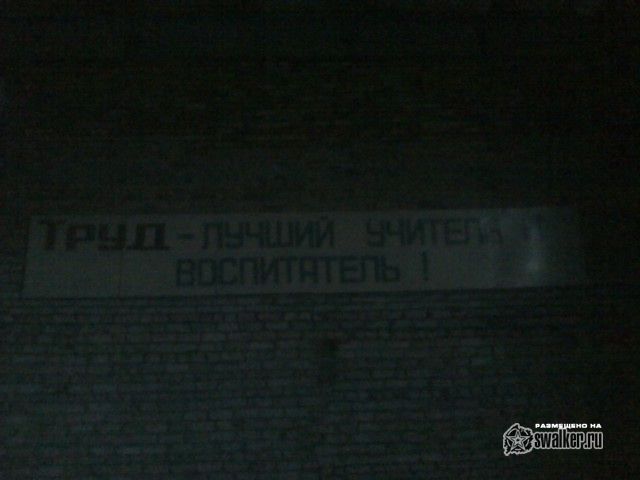 ТРУД - ЛУЧШИЙ УЧИТЕЛЬ
ВОСПИТАТЕЛЬ !
РАЗМЕЩЕНО НА
swalker.ru